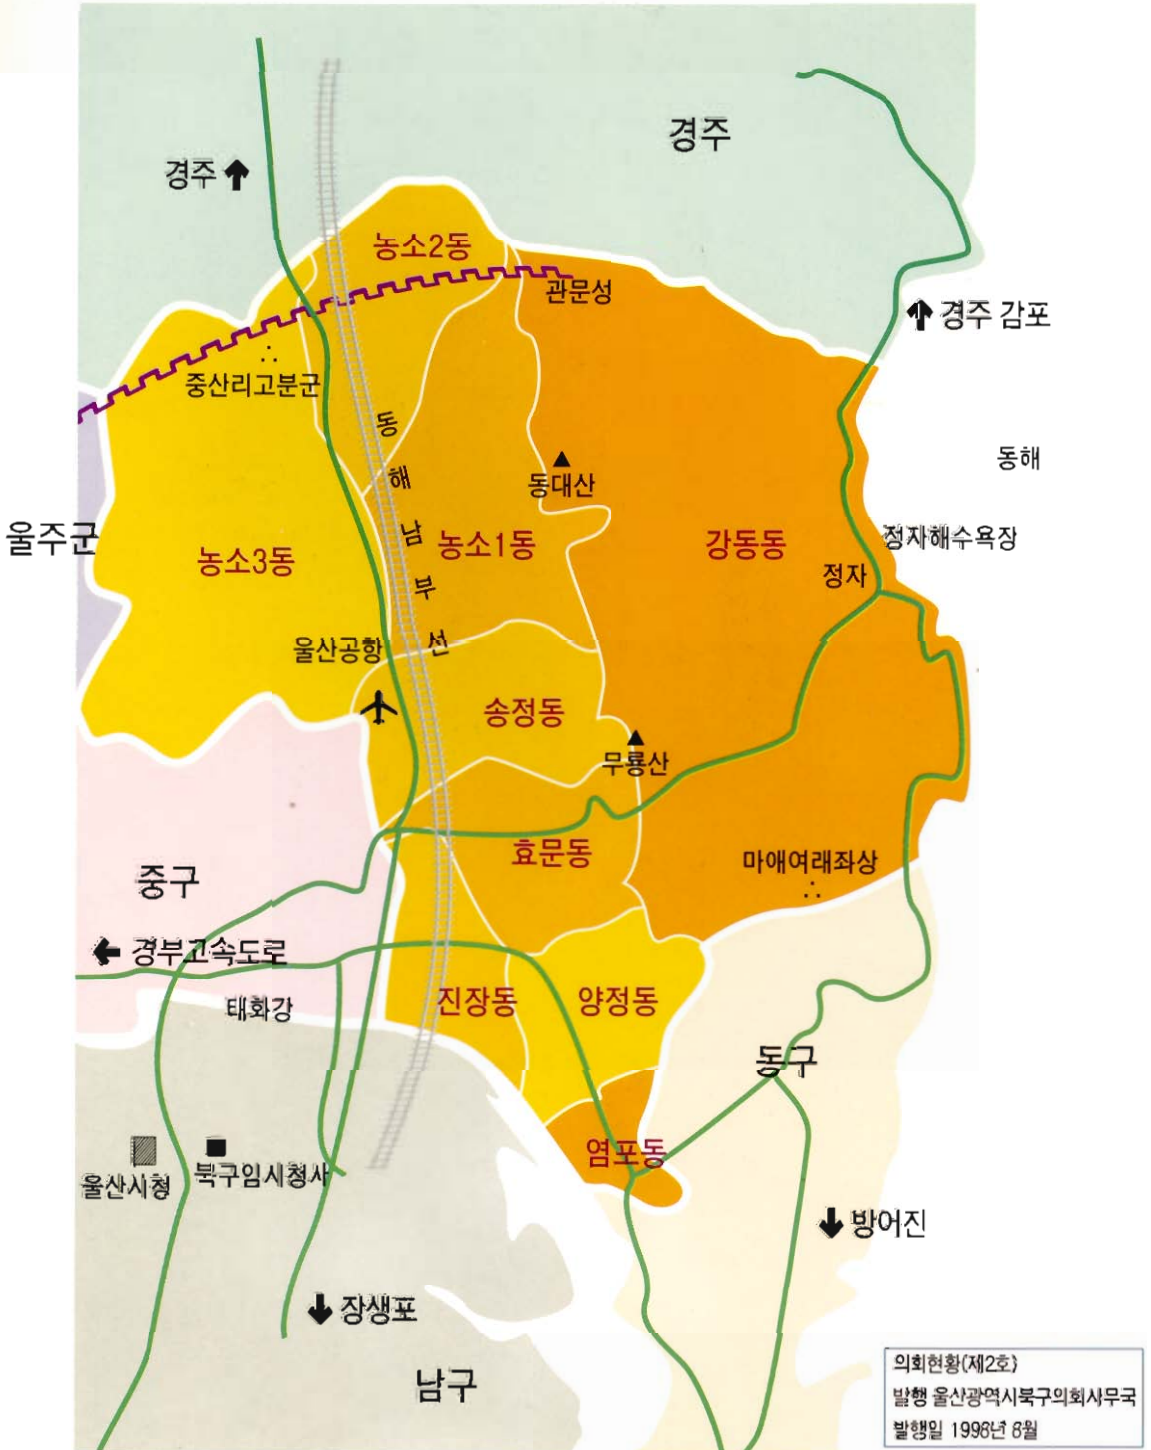 경주
경주
농소2동
관문성
경주 감포
중산리고분군
동해남부선
동해
동대산
울주군
농소3동
농소1동
강동동
정자해수욕장
정자
울산공항
송정동
무룡산
효문동
마애여래좌상
중구
경부고속도로
태화강
진장동
양정동
동구
염포동
울산시청
북구임시청사
방어진
장생포
남구
의회현황(제2호)
발행 울산광역시북구의회사무국
발행일 1998년 8월